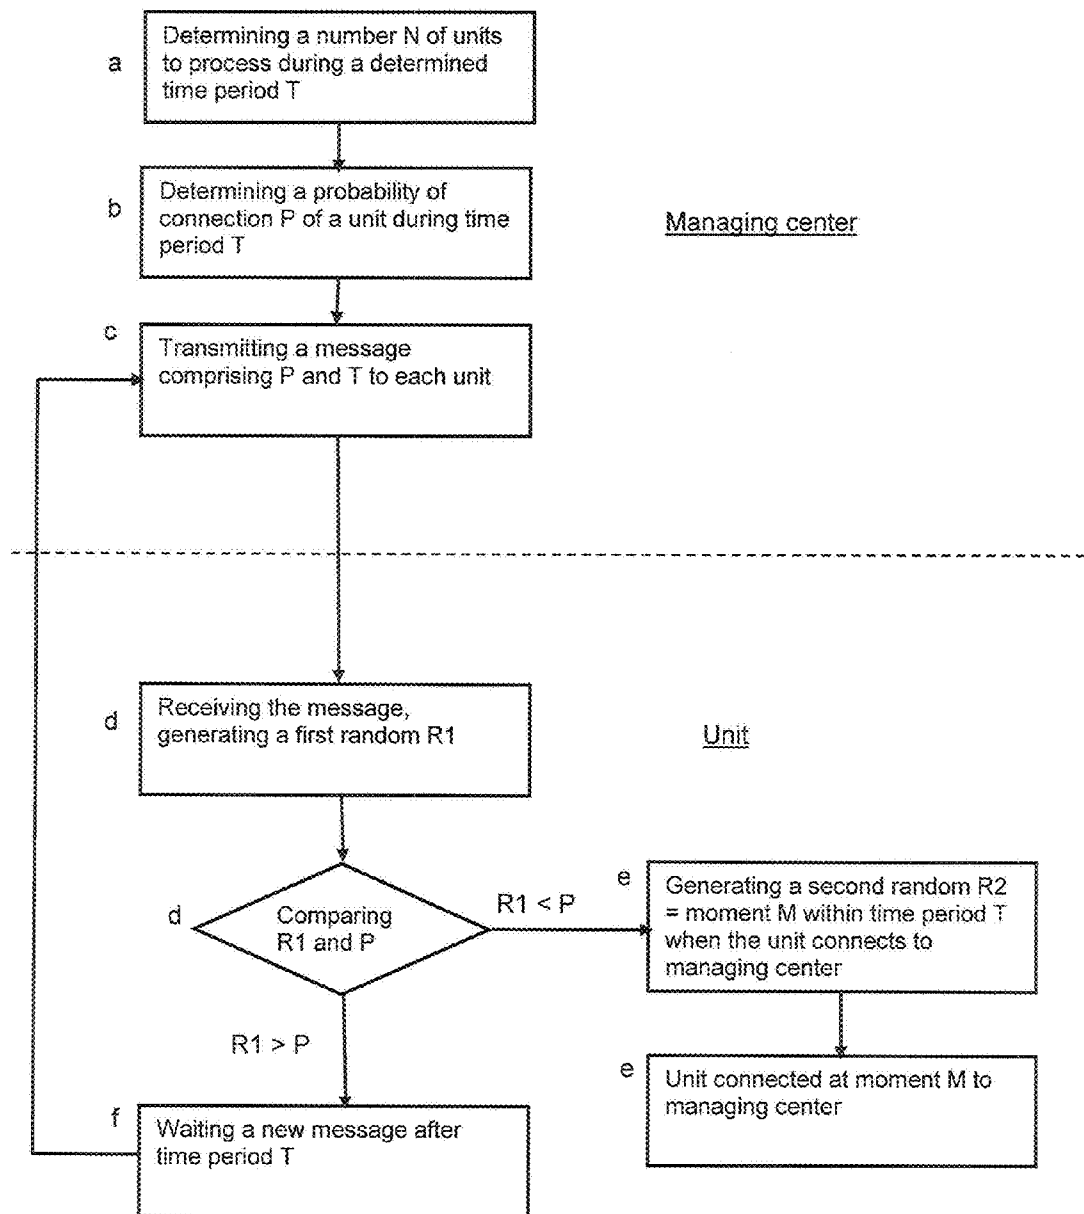 a
Determining a number N of units
to process during a determined
time period T
b
Determining a probability of
connection P of a unit during time
period T
Managing center
c
Transmitting a message
comprising P and T to each unit
d
Receiving the message,
generating a first random R1
Unit
d
Comparing
R1 and P
R1 < P
e
Generating a second random R2
= moment M within time period T
when the unit connects to
managing center
R1 > P
e
Unit connected at moment M to
managing center
f
Waiting a new message after
time period T